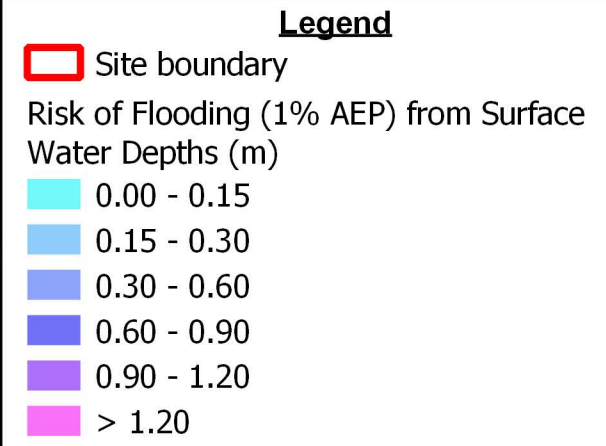 Legend
Site boundary
Risk of Flooding (1% AEP) from Surface
Water Depths (m)
0.00 - 0.15
0.15 - 0.30
0.30 - 0.60
0.60 - 0.90
0.90 - 1.20
> 1.20